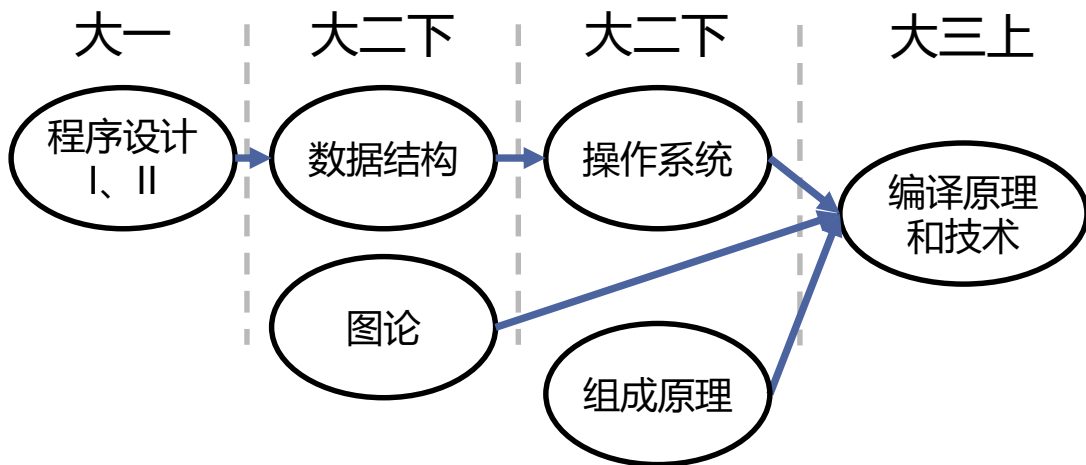 大一
大二下
大二下
大三上
程序设计
I、II
数据结构
操作系统
编译原理
和技术
图论
组成原理